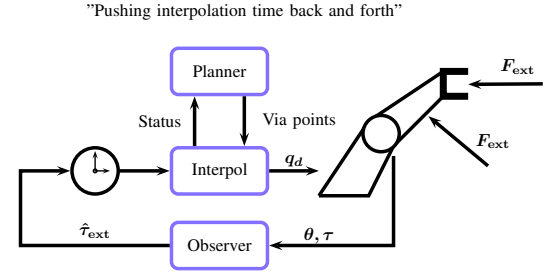 ”Pushing interpolation time back and forth”
Planner
Status
Via points
F_ext
F_ext
Interpol
q_d
τ̂_ext
Observer
θ, τ